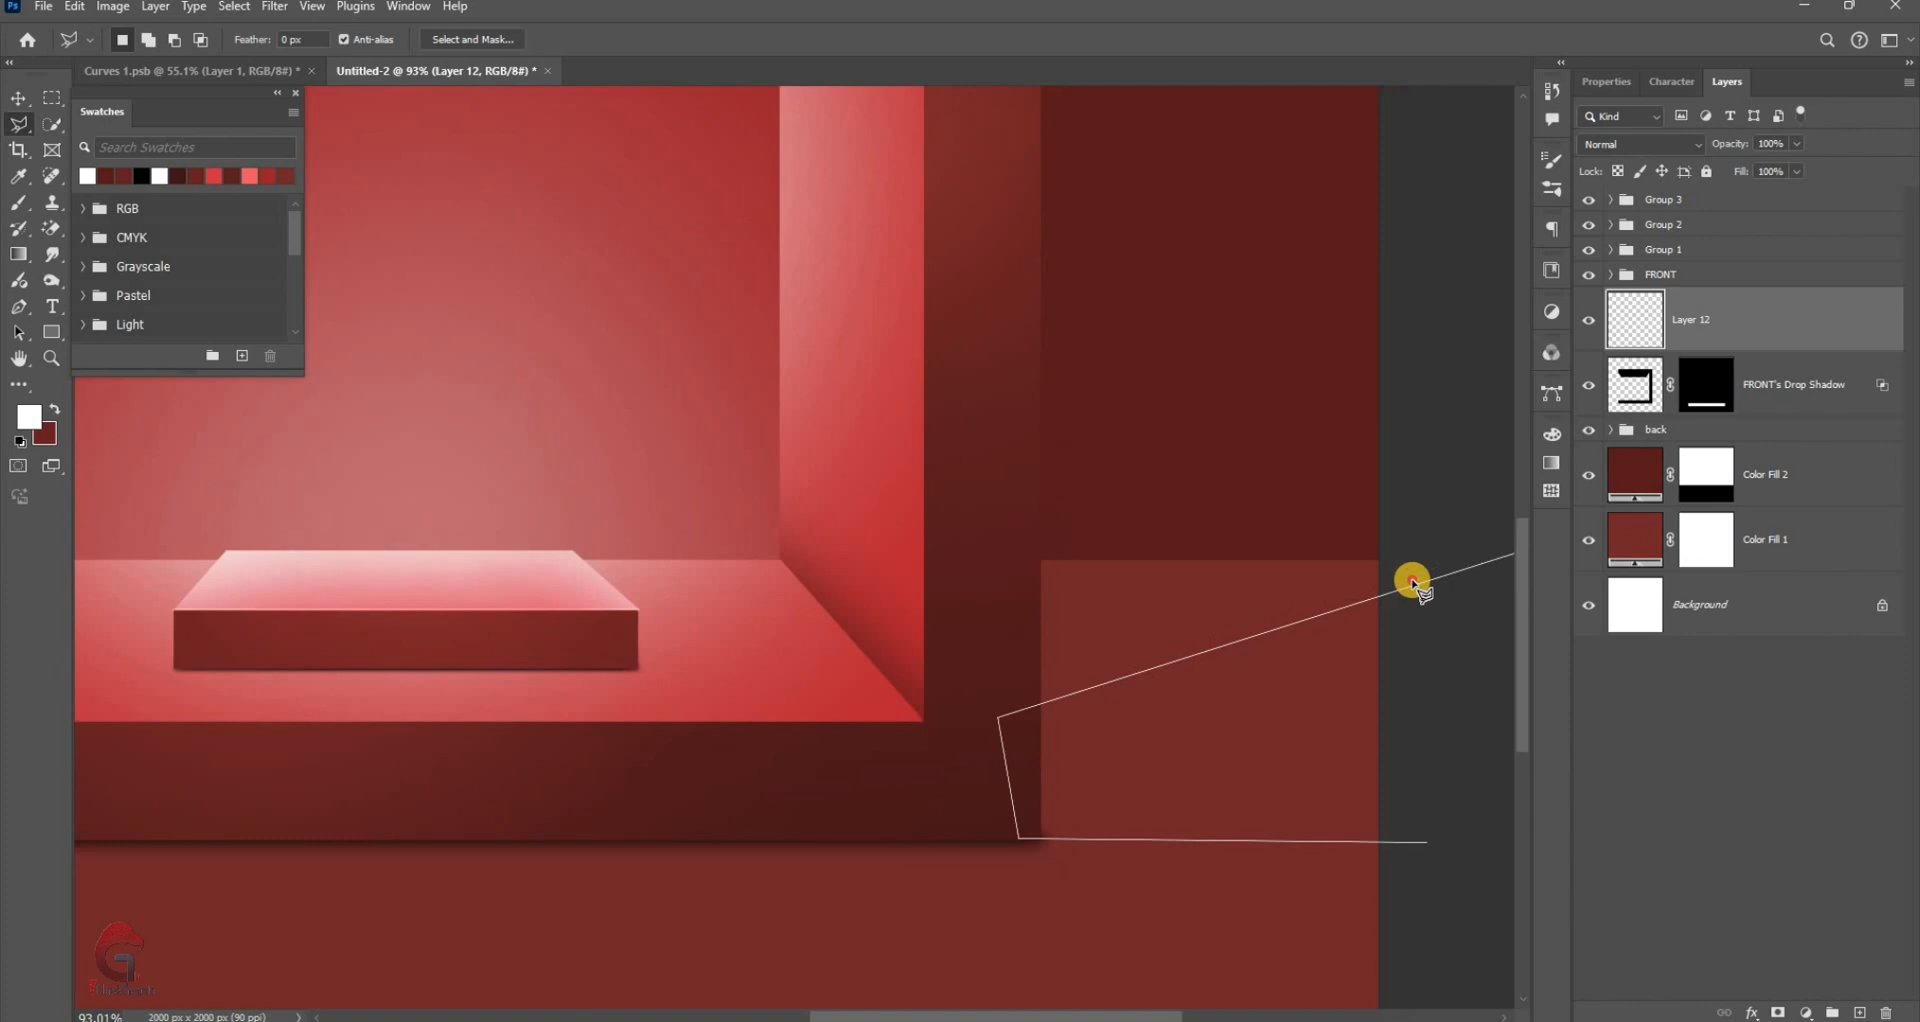 Ps File Edit Image Layer Type Select Filter View Plugins Window Help
Feather: 0 px Anti-alias Select and Mask...
Curves 1.psb @ 55.1% (Layer 1, RGB/8#) * × Untitled-2 @ 93% (Layer 12, RGB/8#) * ×
Swatches
Search Swatches
RGB
CMYK
Grayscale
Pastel
Light
Properties Character Layers
Kind
Normal Opacity: 100%
Lock: Fill: 100%
Group 3
Group 2
Group 1
FRONT
Layer 12
FRONT's Drop Shadow
back
Color Fill 2
Color Fill 1
Background
93.01% 2000 px x 2000 px (90 ppi)